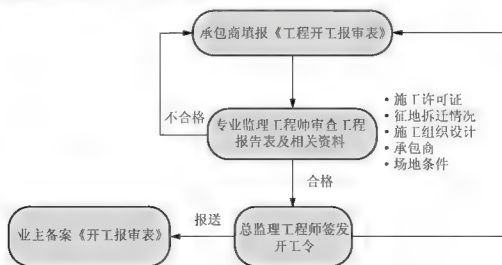 承包商填报《工程开工报审表》
不合格
专业监理工程师审查工程
报告表及相关资料
• 施工许可证
• 征地拆迁情况
• 施工组织设计
• 承包商
• 场地条件
合格
报送
业主备案《开工报审表》
总监理工程师签发
开工令